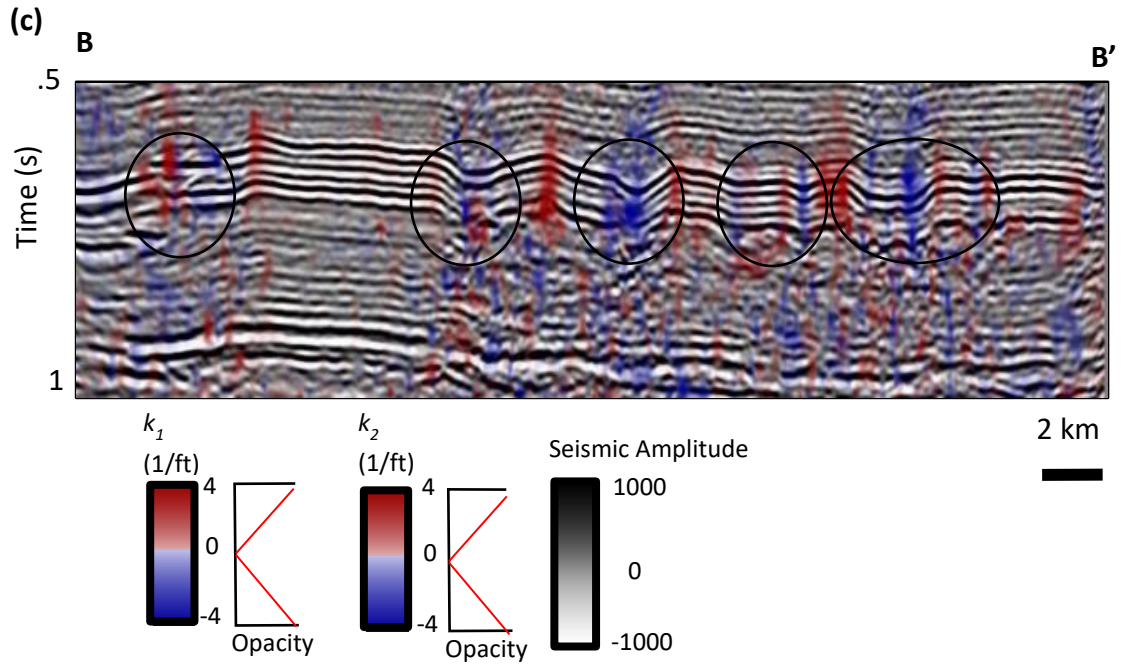 (c)
B
B’
.5
Time (s)
1
2 km
k1
(1/ft)
4
0
-4
Opacity
k2
(1/ft)
4
0
-4
Opacity
Seismic Amplitude
1000
0
-1000